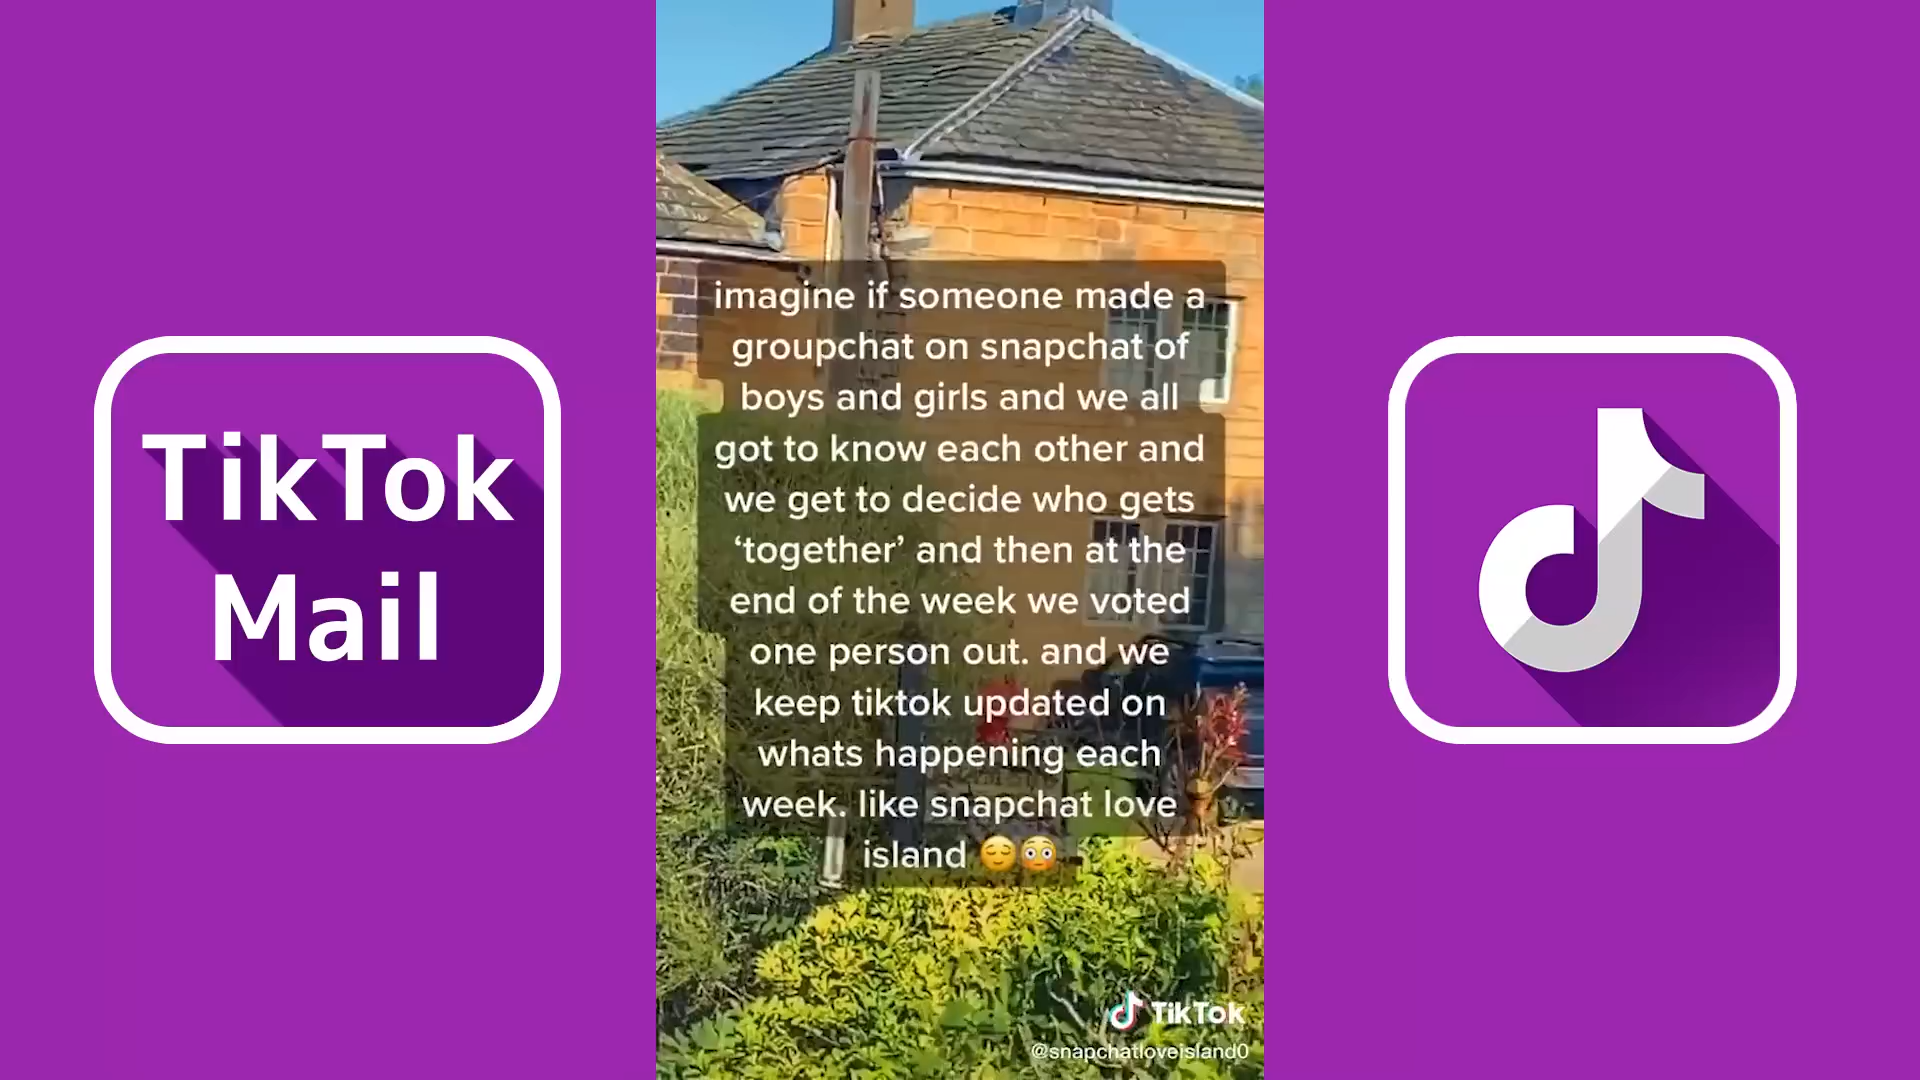 TikTok
Mail
imagine if someone made a
groupchat on snapchat of
boys and girls and we all
got to know each other and
we get to decide who gets
‘together’ and then at the
end of the week we voted
one person out. and we
keep tiktok updated on
whats happening each
week. like snapchat love
island 😌😳
TikTok
@snapchatloveisland0